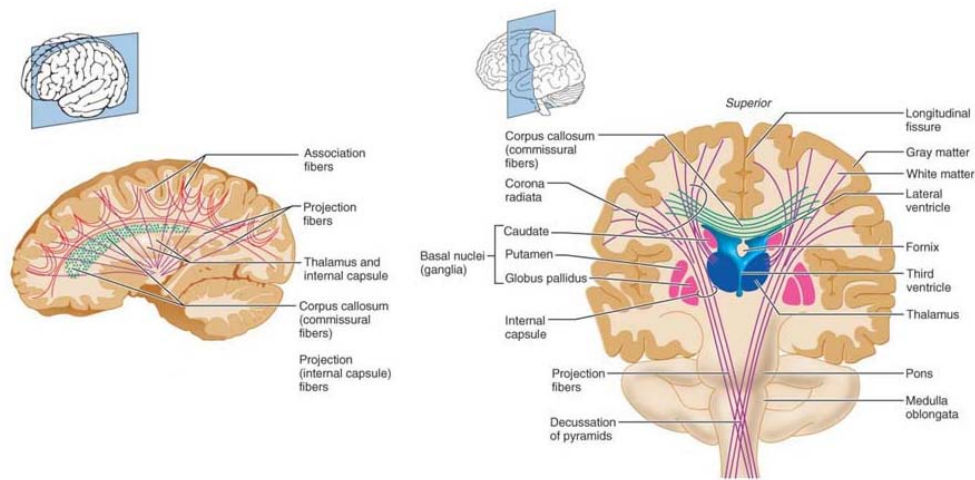 Association
fibers
Projection
fibers
Thalamus and
internal capsule
Corpus callosum
(commissural
fibers)
Projection
(internal capsule)
fibers
Superior
Corpus callosum
(commissural
fibers)
Corona
radiata
Basal nuclei
(ganglia)
Caudate
Putamen
Globus pallidus
Internal
capsule
Projection
fibers
Decussation
of pyramids
Longitudinal
fissure
Gray matter
White matter
Lateral
ventricle
Fornix
Third
ventricle
Thalamus
Pons
Medulla
oblongata